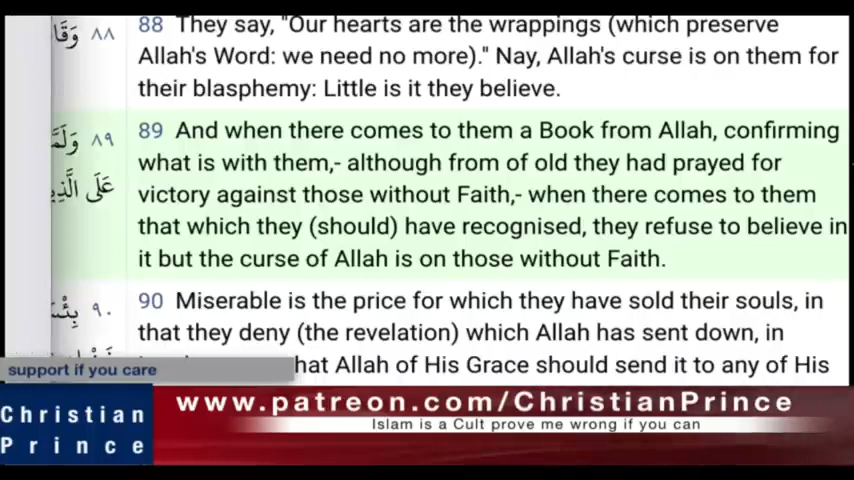 88 They say, "Our hearts are the wrappings (which preserve
Allah's Word: we need no more)." Nay, Allah's curse is on them for
their blasphemy: Little is it they believe.
٨٨ وَقَا
89 And when there comes to them a Book from Allah, confirming
what is with them,- although from of old they had prayed for
victory against those without Faith,- when there comes to them
that which they (should) have recognised, they refuse to believe in
it but the curse of Allah is on those without Faith.
٨٩ وَلَمَّ
عَلَى الَّذِي
90 Miserable is the price for which they have sold their souls, in
that they deny (the revelation) which Allah has sent down, in
hat Allah of His Grace should send it to any of His
٩٠ بِئْسَ
support if you care
Christian
Prince
www.patreon.com/ChristianPrince
Islam is a Cult prove me wrong if you can